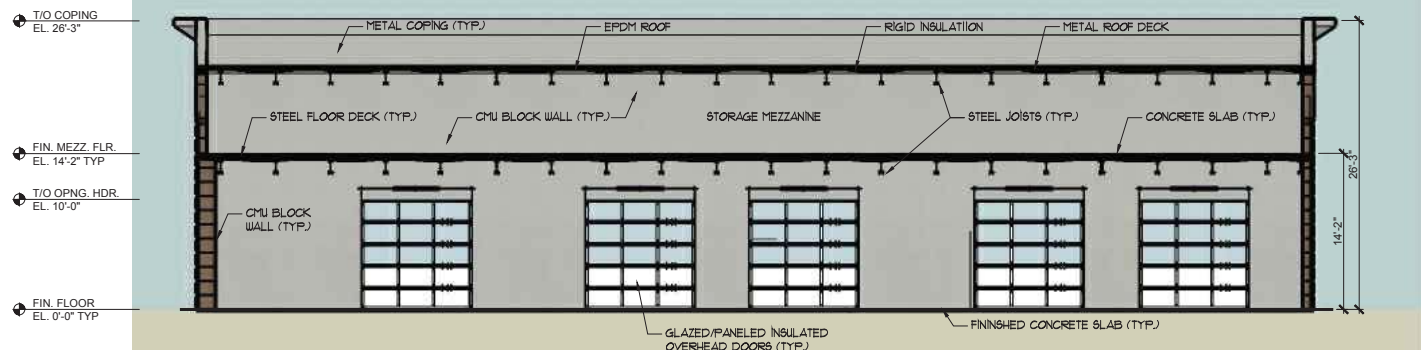 T/O COPING
EL. 26'-3"
METAL COPING (TYP.)
EPDM ROOF
RIGID INSULATIION
METAL ROOF DECK
STEEL FLOOR DECK (TYP.)
CMU BLOCK WALL (TYP.)
STORAGE MEZZANINE
STEEL JOISTS (TYP.)
CONCRETE SLAB (TYP.)
FIN. MEZZ. FLR.
EL. 14'-2" TYP
26'-3"
T/O OPNG. HDR.
EL. 10'-0"
CMU BLOCK
WALL (TYP.)
14'-2"
FIN. FLOOR
EL. 0'-0" TYP
FININSHED CONCRETE SLAB (TYP.)
GLAZED/PANELED INSULATED
OVERHEAD DOORS (TYP.)